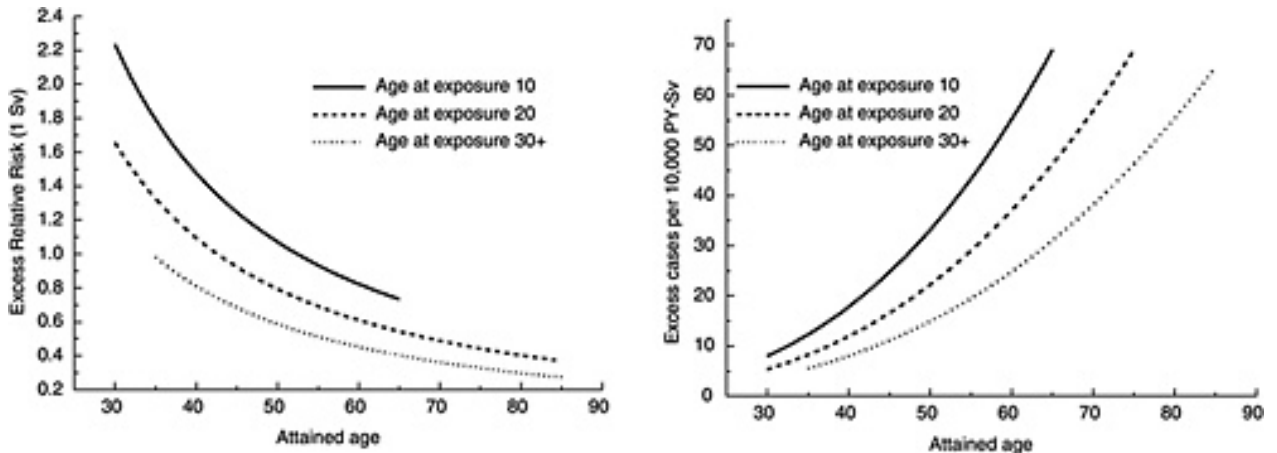 Excess Relative Risk (1 Sv)
2.4
2.2
2.0
1.8
1.6
1.4
1.2
1.0
0.8
0.6
0.4
0.2
Age at exposure 10
Age at exposure 20
Age at exposure 30+
30 40 50 60 70 80 90
Attained age
Excess cases per 10,000 PY-Sv
70
60
50
40
30
20
10
0
Age at exposure 10
Age at exposure 20
Age at exposure 30+
30 40 50 60 70 80 90
Attained age